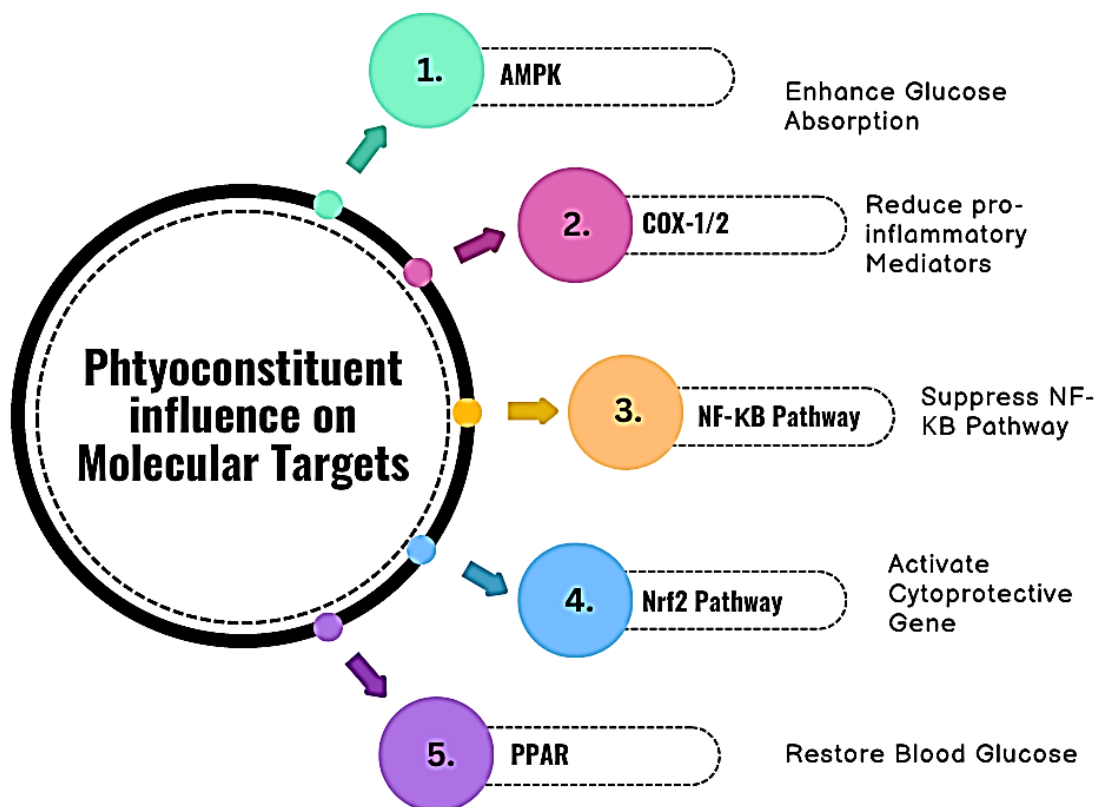 1.
AMPK
Enhance Glucose
Absorption
2.
COX-1/2
Reduce pro-
inflammatory
Mediators
Phtyoconstituent
influence on
Molecular Targets
3.
NF-KB Pathway
Suppress NF-
KB Pathway
4.
Nrf2 Pathway
Activate
Cytoprotective
Gene
5.
PPAR
Restore Blood Glucose